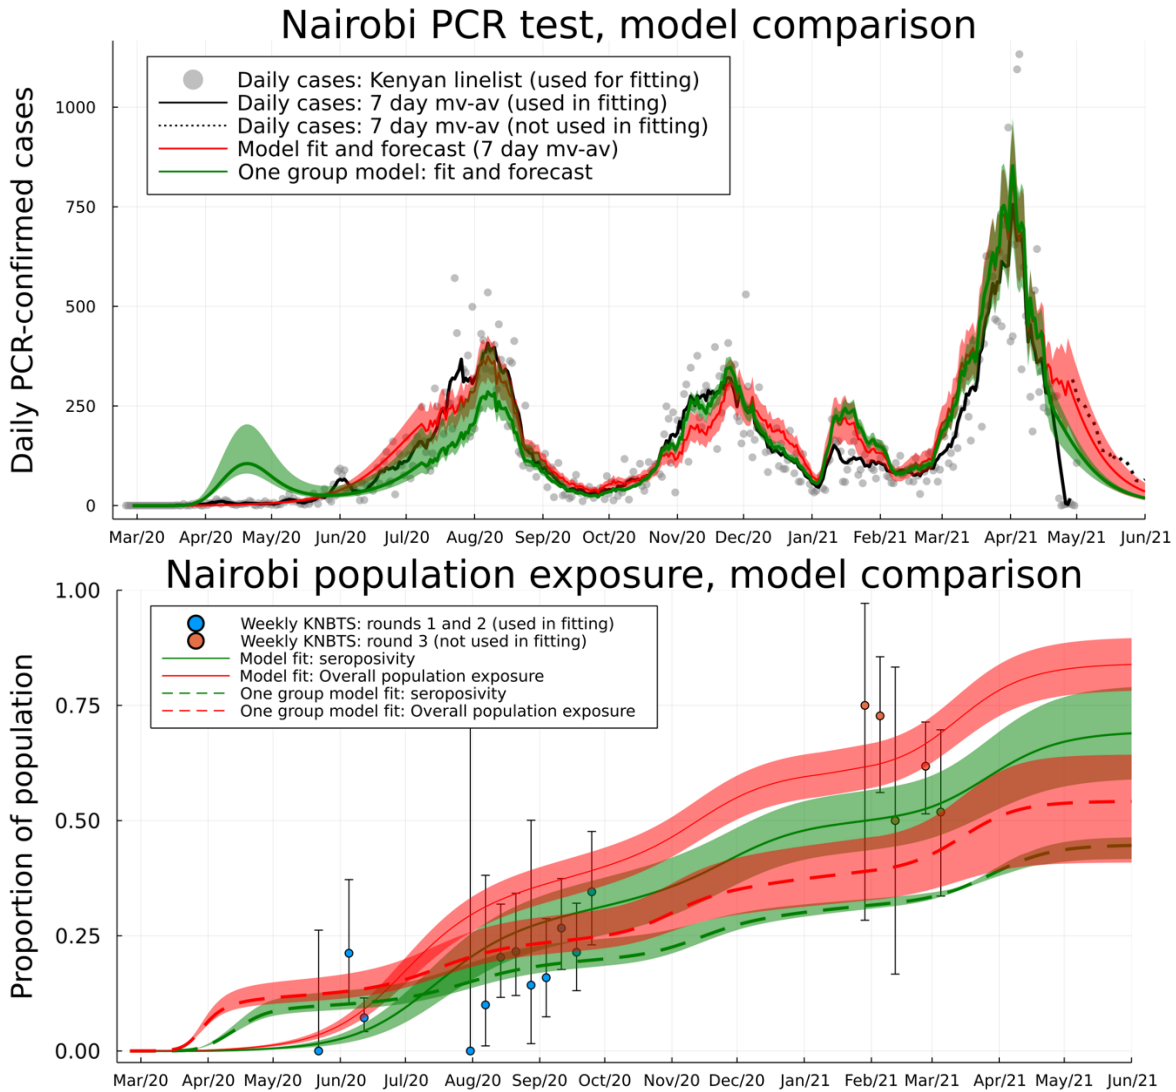 Nairobi PCR test, model comparison
Daily PCR-confirmed cases
1000
750
500
250
0
Daily cases: Kenyan linelist (used for fitting)
Daily cases: 7 day mv-av (used in fitting)
Daily cases: 7 day mv-av (not used in fitting)
Model fit and forecast (7 day mv-av)
One group model: fit and forecast
Mar/20 Apr/20 May/20 Jun/20 Jul/20 Aug/20 Sep/20 Oct/20 Nov/20 Dec/20 Jan/21 Feb/21 Mar/21 Apr/21 May/21 Jun/21
Nairobi population exposure, model comparison
Proportion of population
1.00
0.75
0.50
0.25
0.00
Weekly KNBTS: rounds 1 and 2 (used in fitting)
Weekly KNBTS: round 3 (not used in fitting)
Model fit: seroposivity
Model fit: Overall population exposure
One group model fit: seroposivity
One group model fit: Overall population exposure
Mar/20 Apr/20 May/20 Jun/20 Jul/20 Aug/20 Sep/20 Oct/20 Nov/20 Dec/20 Jan/21 Feb/21 Mar/21 Apr/21 May/21 Jun/21